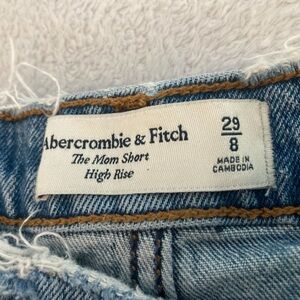 Abercrombie & Fitch
The Mom Short
High Rise
29
8
MADE IN
CAMBODIA